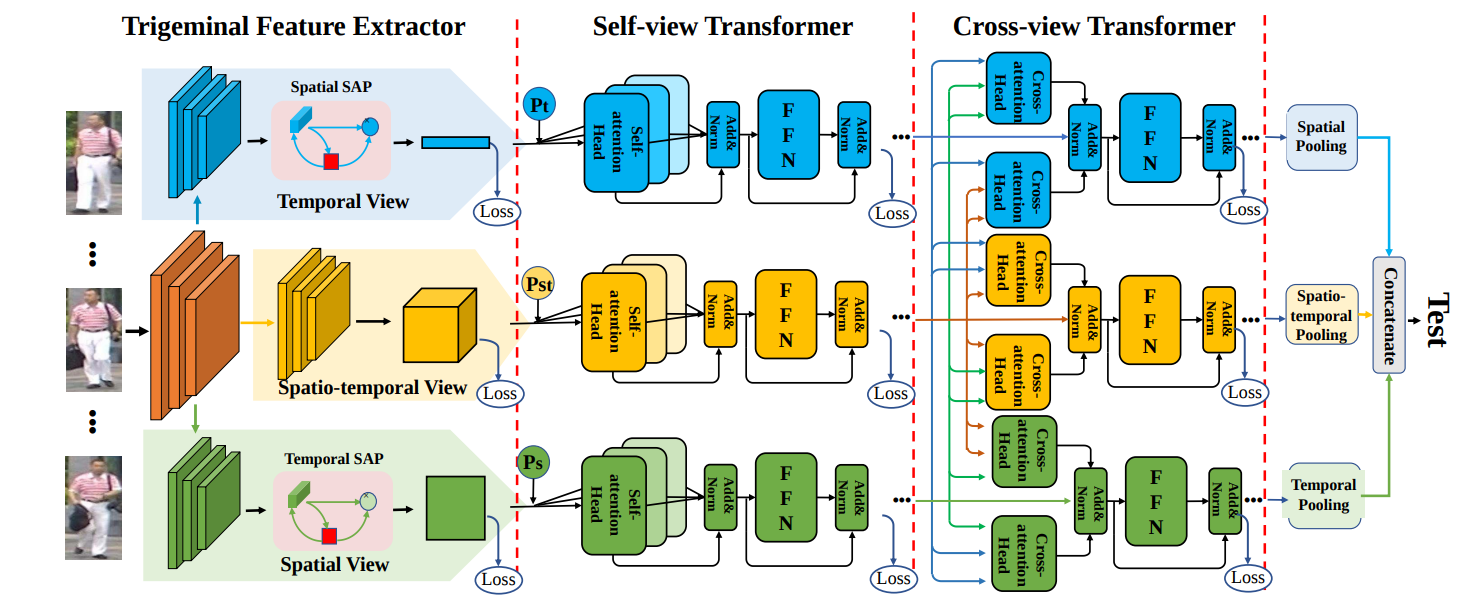 Trigeminal Feature Extractor
Self-view Transformer
Cross-view Transformer
Spatial SAP
Temporal View
Loss
Pt
Self-
attention
Head
Add&
Norm
F
F
N
Add&
Norm
Loss
Cross-
attention
Head
Cross-
attention
Head
Add&
Norm
F
F
N
Add&
Norm
Loss
Spatial
Pooling
Spatio-temporal View
Loss
Pst
Self-
attention
Head
Add&
Norm
F
F
N
Add&
Norm
Loss
Cross-
attention
Head
Cross-
attention
Head
Add&
Norm
F
F
N
Add&
Norm
Loss
Spatio-
temporal
Pooling
Concatenate
Test
Temporal SAP
Spatial View
Loss
Ps
Self-
attention
Head
Add&
Norm
F
F
N
Add&
Norm
Loss
Cross-
attention
Head
Cross-
attention
Head
Add&
Norm
F
F
N
Add&
Norm
Loss
Temporal
Pooling